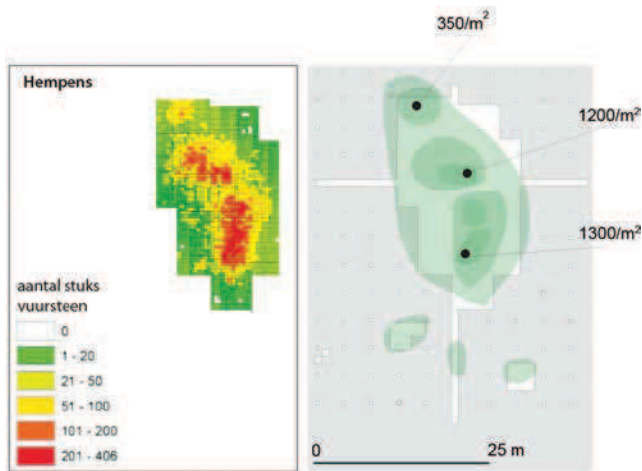 Hempens
aantal stuks
vuursteen
0
1 - 20
21 - 50
51 - 100
101 - 200
201 - 406
350/m²
1200/m²
1300/m²
0 25 m